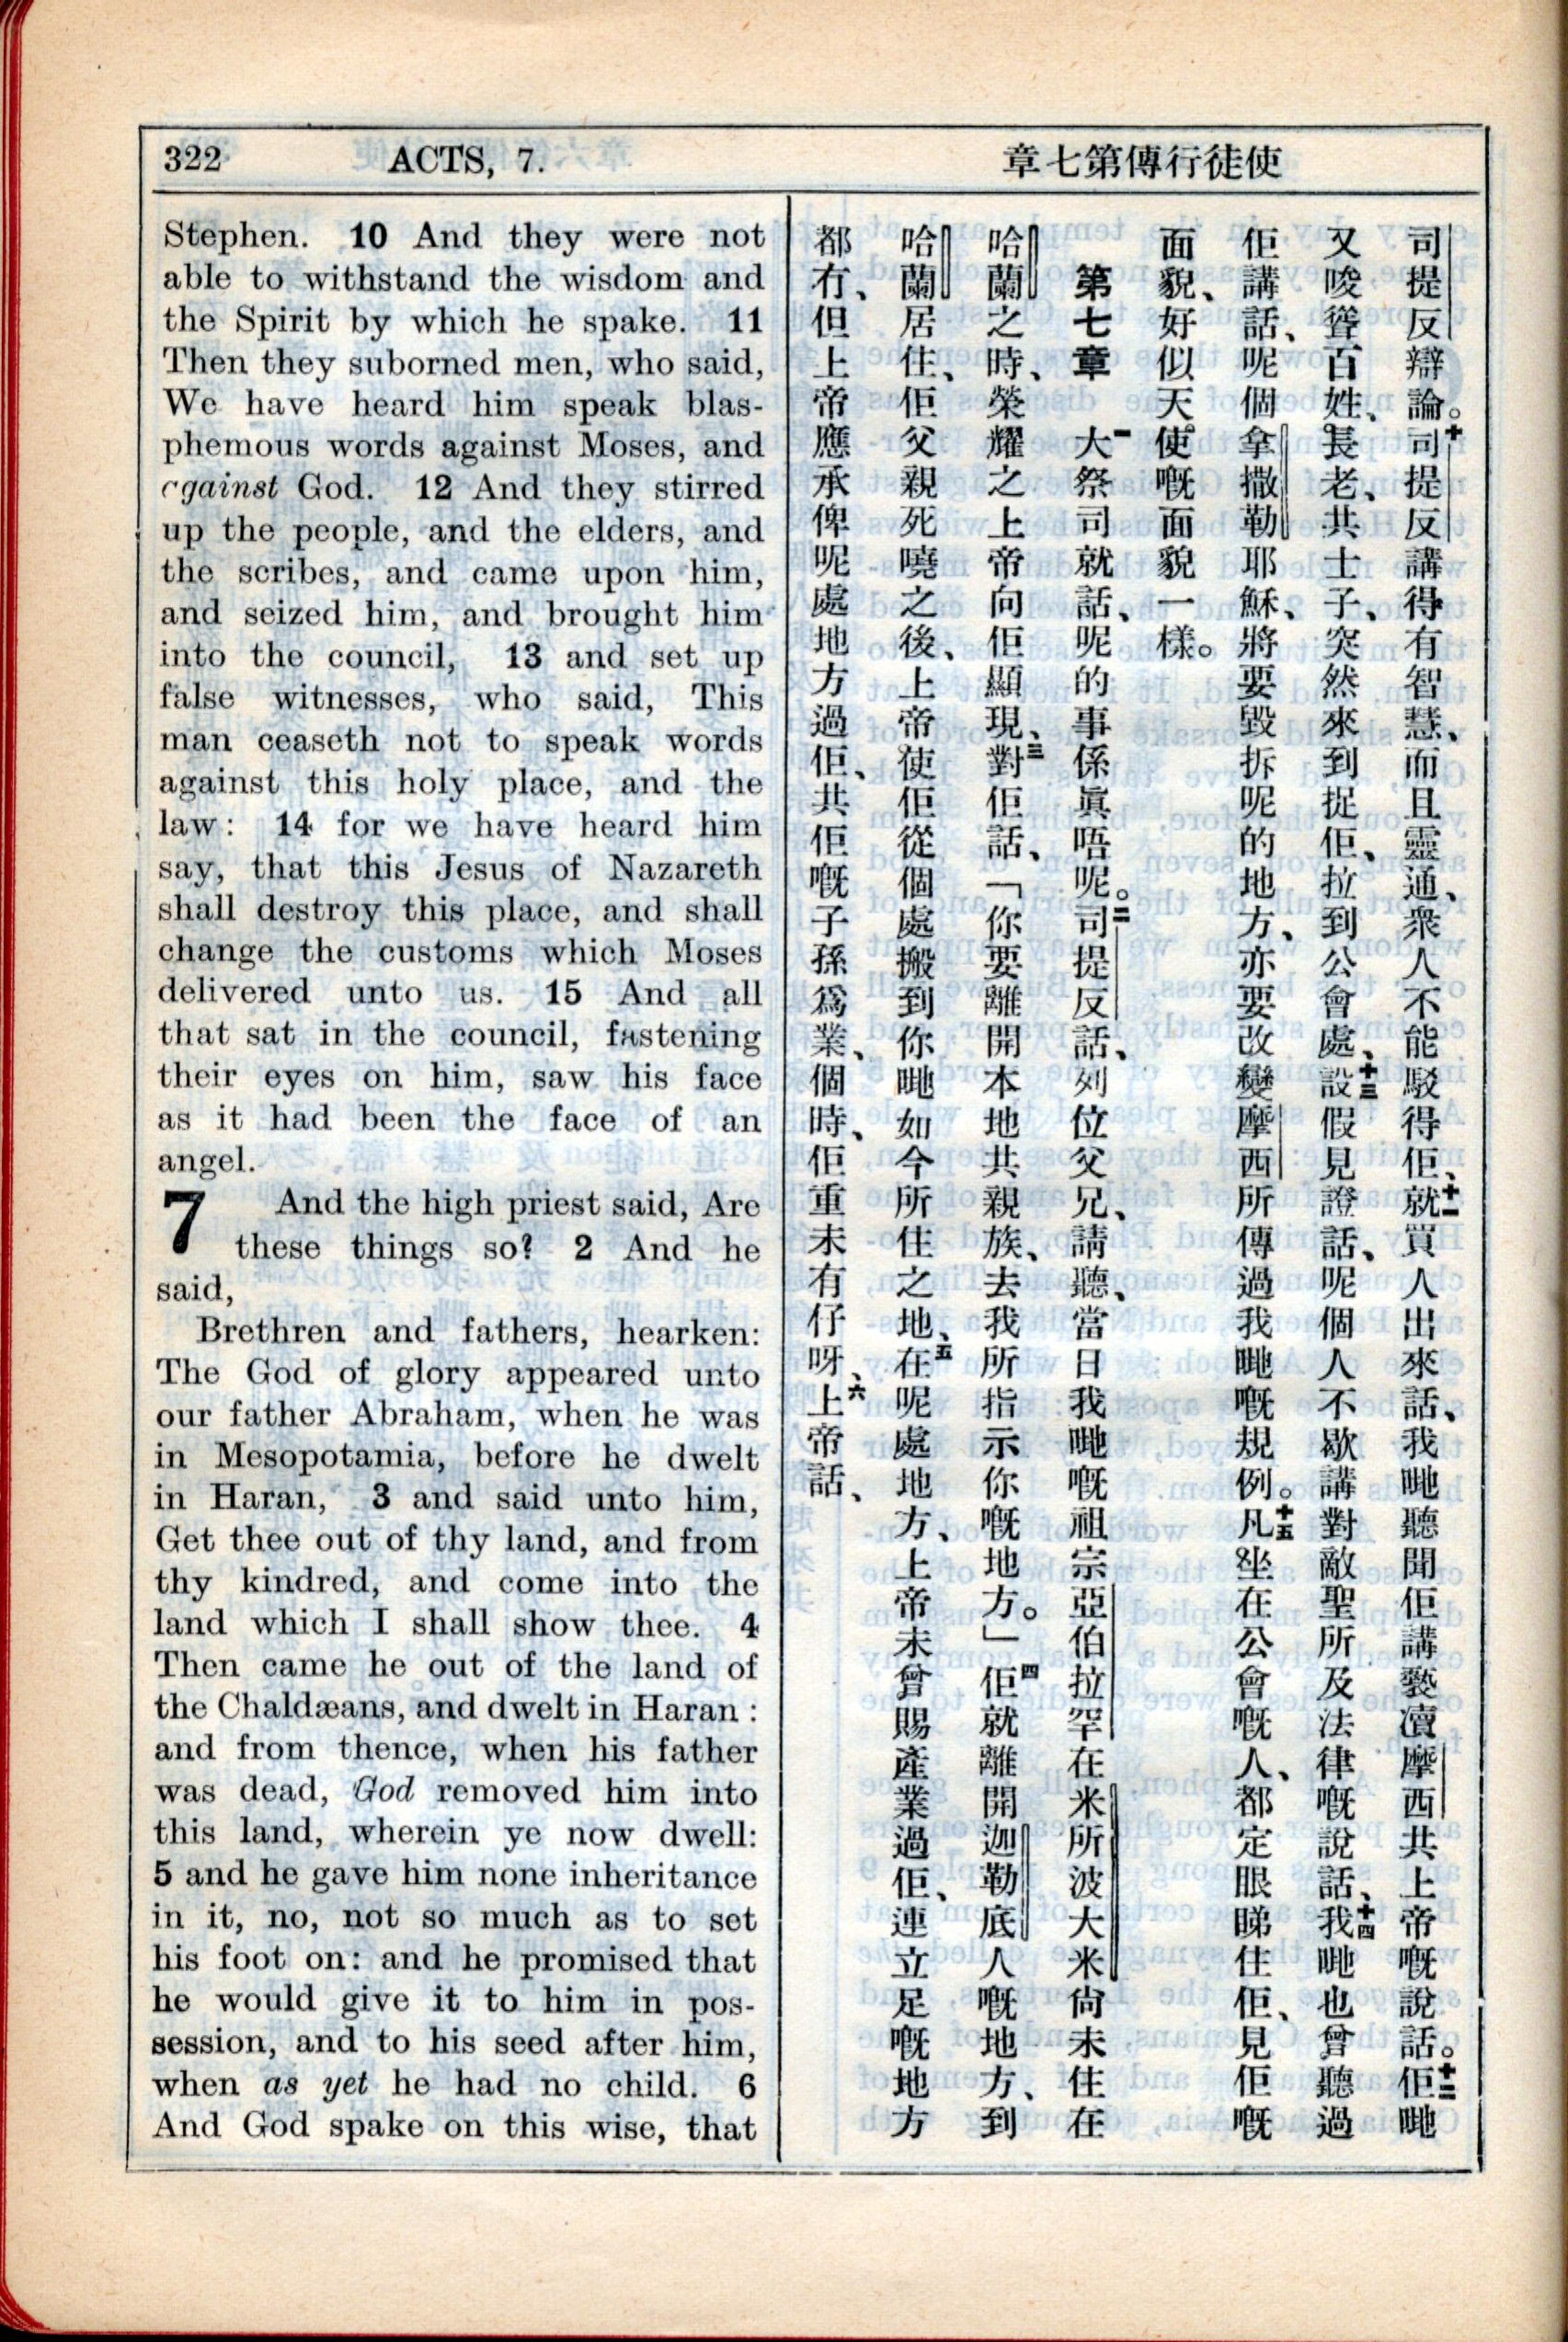 322
ACTS, 7.
章七第傳行徒使
Stephen. 10 And they were not
able to withstand the wisdom and
the Spirit by which he spake. 11
Then they suborned men, who said,
We have heard him speak blas-
phemous words against Moses, and
against God. 12 And they stirred
up the people, and the elders, and
the scribes, and came upon him,
and seized him, and brought him
into the council, 13 and set up
false witnesses, who said, This
man ceaseth not to speak words
against this holy place, and the
law: 14 for we have heard him
say, that this Jesus of Nazareth
shall destroy this place, and shall
change the customs which Moses
delivered unto us. 15 And all
that sat in the council, fastening
their eyes on him, saw his face
as it had been the face of an
angel.
7 And the high priest said, Are
these things so? 2 And he
said,
Brethren and fathers, hearken:
The God of glory appeared unto
our father Abraham, when he was
in Mesopotamia, before he dwelt
in Haran, 3 and said unto him,
Get thee out of thy land, and from
thy kindred, and come into the
land which I shall show thee. 4
Then came he out of the land of
the Chaldæans, and dwelt in Haran:
and from thence, when his father
was dead, God removed him into
this land, wherein ye now dwell:
5 and he gave him none inheritance
in it, no, not so much as to set
his foot on: and he promised that
he would give it to him in pos-
session, and to his seed after him,
when as yet he had no child. 6
And God spake on this wise, that
司提反辯論。十司提反講得有智慧、而且靈通、衆人不能駁得佢、十一就買人出來話、我哋聽聞佢講褻瀆摩西共上帝嘅說話。十二佢哋
又唆聳百姓、長老、共士子、突然來到捉佢、拉到公會處、十三設假見證話、呢個人不歇講對敵聖所及法律嘅說話、十四我哋也曾聽過
佢講話、呢個拿撒勒耶穌、將要毀拆呢的地方、亦要改變摩西所傳過我哋嘅規例。十五凡坐在公會嘅人、都定眼睇住佢、見佢嘅
面貌、好似天使嘅面貌一樣。
第七章 一大祭司就話、呢的事係眞唔呢。二司提反話、列位父兄、請聽、當日我哋嘅祖宗亞伯拉罕在米所波大米尙未住在
哈蘭之時、榮耀之上帝向佢顯現、三對佢話、「你要離開本地共親族、去我所指示你嘅地方。」四佢就離開迦勒底人嘅地方、到
哈蘭居住、佢父親死嘵之後、上帝使佢從個處搬到你哋如今所住之地、五在呢處地方、上帝未曾賜產業過佢、連立足嘅地方
都冇、但上帝應承俾呢處地方過佢、共佢嘅子孫爲業、個時、佢重未有仔呀、六上帝話、